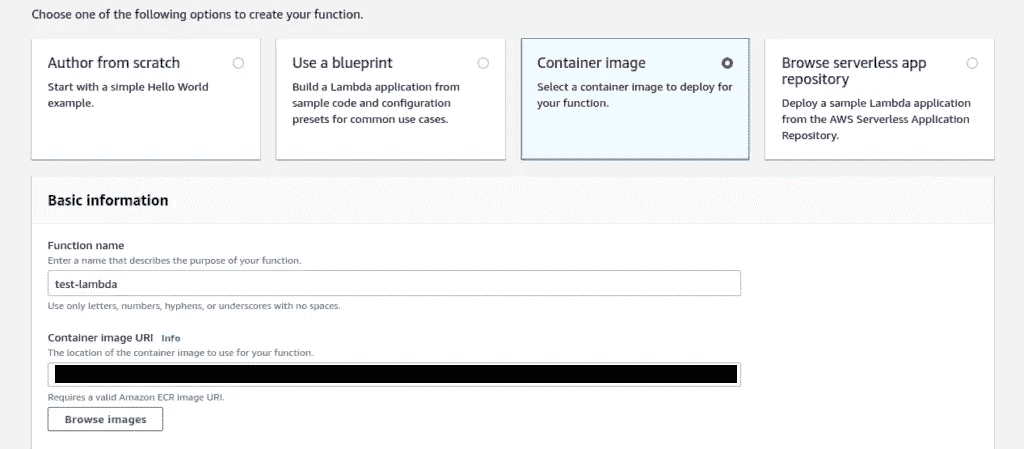 Choose one of the following options to create your function.
Author from scratch
Start with a simple Hello World
example.
Use a blueprint
Build a Lambda application from
sample code and configuration
presets for common use cases.
Container image
Select a container image to deploy for
your function.
Browse serverless app
repository
Deploy a sample Lambda application
from the AWS Serverless Application
Repository.
Basic information
Function name
Enter a name that describes the purpose of your function.
test-lambda
Use only letters, numbers, hyphens, or underscores with no spaces.
Container image URI Info
The location of the container image to use for your function.
Requires a valid Amazon ECR image URI.
Browse images